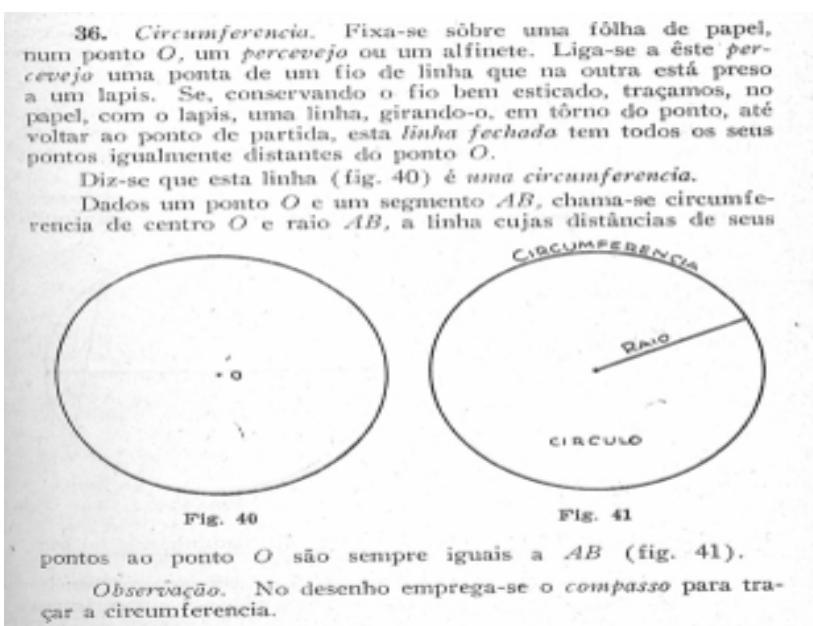 36. Circumferencia. Fixa-se sôbre uma fôlha de papel,
num ponto O, um percevejo ou um alfinete. Liga-se a êste per-
cevejo uma ponta de um fio de linha que na outra está preso
a um lapis. Se, conservando o fio bem esticado, traçamos, no
papel, com o lapis, uma linha, girando-o, em tôrno do ponto, até
voltar ao ponto de partida, esta linha fechada tem todos os seus
pontos igualmente distantes do ponto O.
Diz-se que esta linha (fig. 40) é uma circumferencia.
Dados um ponto O e um segmento AB, chama-se circumfe-
rencia de centro O e raio AB, a linha cujas distâncias de seus
O
Fig. 40
CIRCUMFERENCIA
RAIO
CIRCULO
Fig. 41
pontos ao ponto O são sempre iguais a AB (fig. 41).
Observação. No desenho emprega-se o compasso para tra-
çar a circumferencia.